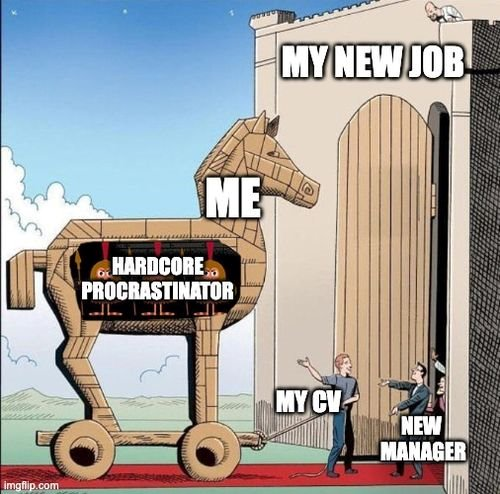 MY NEW JOB
ME
HARDCORE
PROCRASTINATOR
MY CV
NEW
MANAGER
imgflip.com